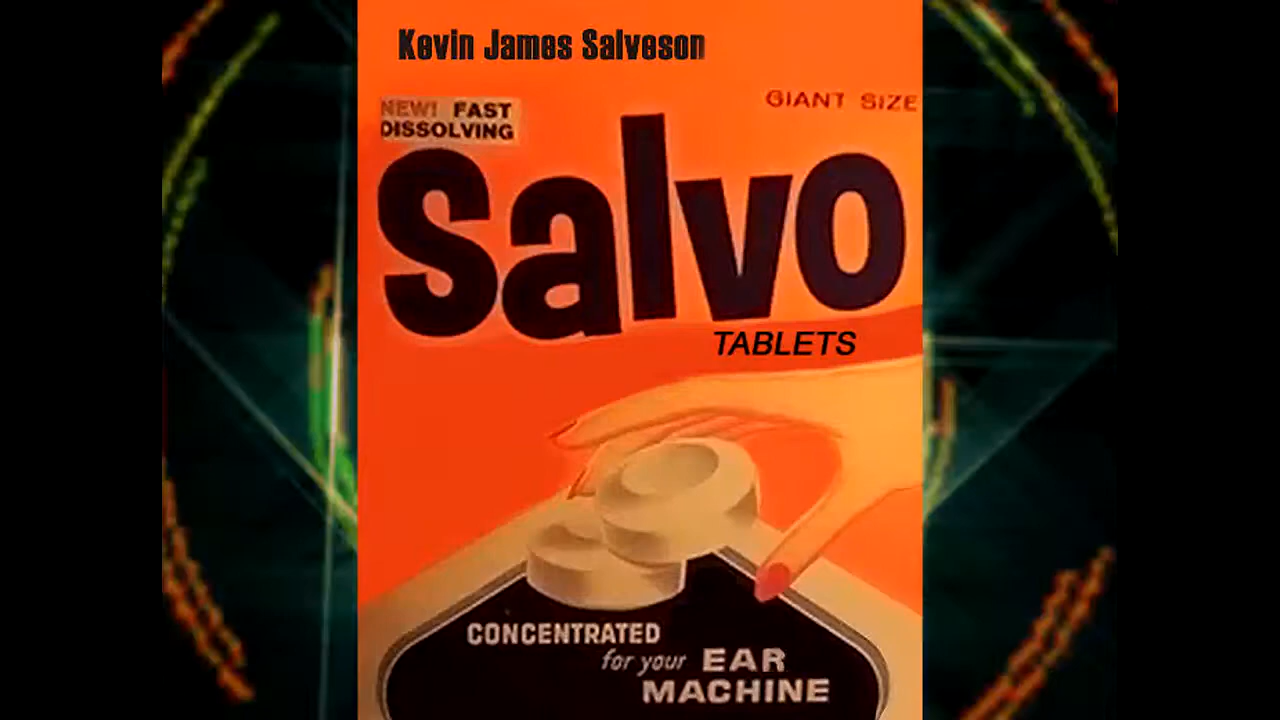 Kevin James Salveson
GIANT SIZE
NEW! FAST
DISSOLVING
Salvo
TABLETS
CONCENTRATED
for your EAR
MACHINE